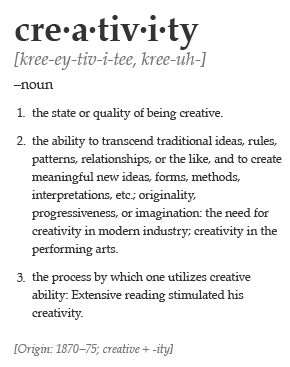 cre·a·tiv·i·ty
[kree-ey-tiv-i-tee, kree-uh-]
–noun
1. the state or quality of being creative.
2. the ability to transcend traditional ideas, rules,
patterns, relationships, or the like, and to create
meaningful new ideas, forms, methods,
interpretations, etc.; originality,
progressiveness, or imagination: the need for
creativity in modern industry; creativity in the
performing arts.
3. the process by which one utilizes creative
ability: Extensive reading stimulated his
creativity.
[Origin: 1870–75; creative + -ity]